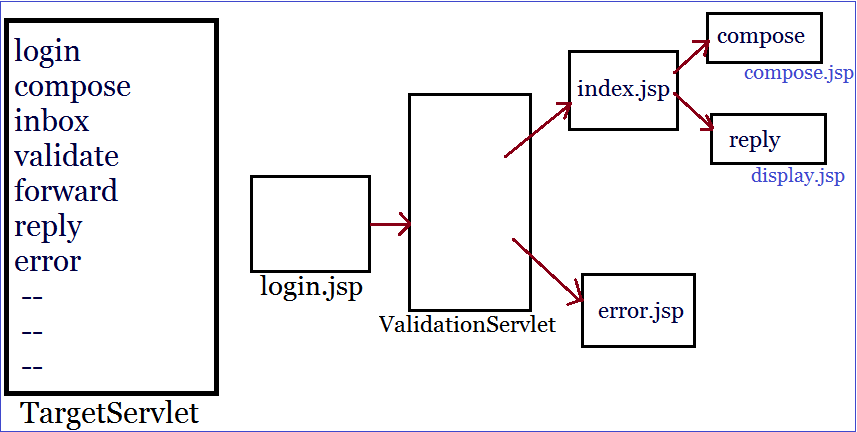 login
compose
inbox
validate
forward
reply
error
--
--
--
TargetServlet
login.jsp
ValidationServlet
index.jsp
compose
compose.jsp
reply
display.jsp
error.jsp